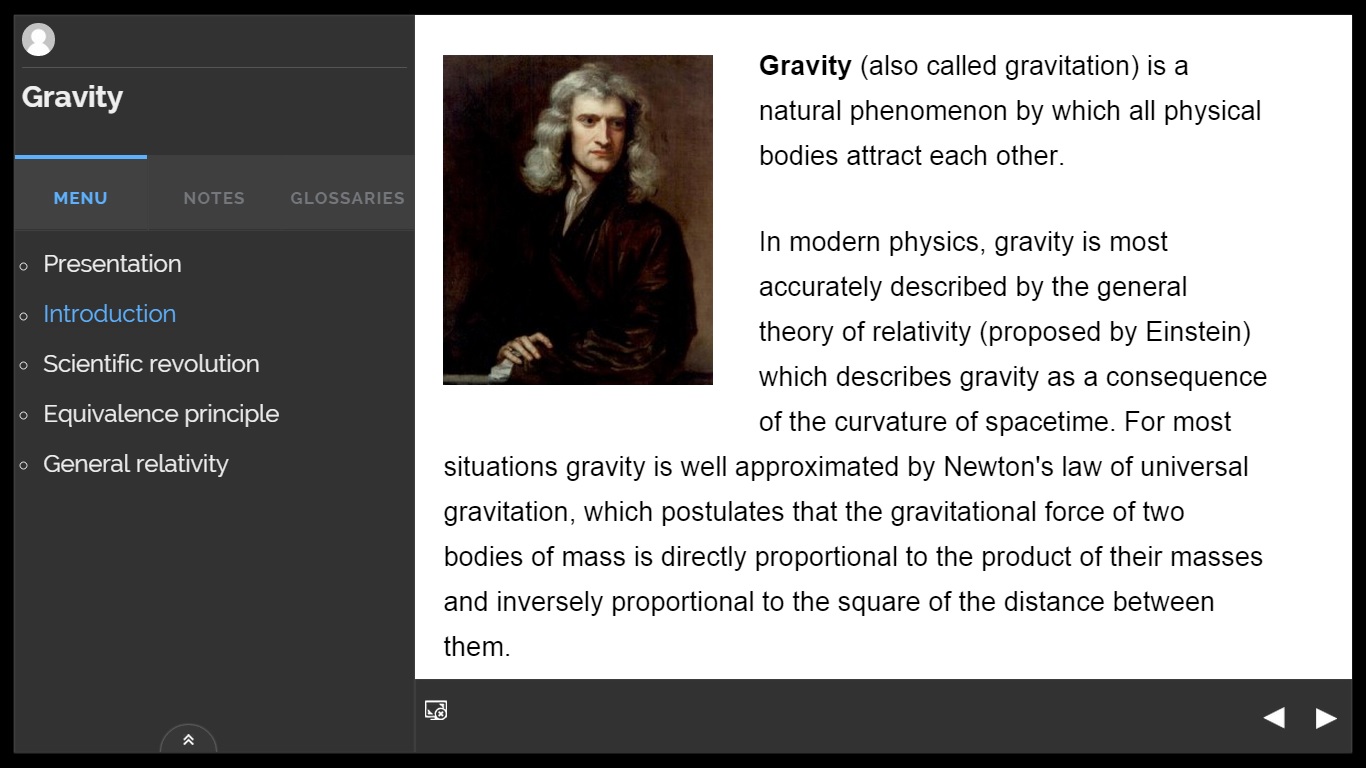 Gravity
MENU
NOTES
GLOSSARIES
Presentation
Introduction
Scientific revolution
Equivalence principle
General relativity
Gravity (also called gravitation) is a
natural phenomenon by which all physical
bodies attract each other.
In modern physics, gravity is most
accurately described by the general
theory of relativity (proposed by Einstein)
which describes gravity as a consequence
of the curvature of spacetime. For most
situations gravity is well approximated by Newton's law of universal
gravitation, which postulates that the gravitational force of two
bodies of mass is directly proportional to the product of their masses
and inversely proportional to the square of the distance between
them.